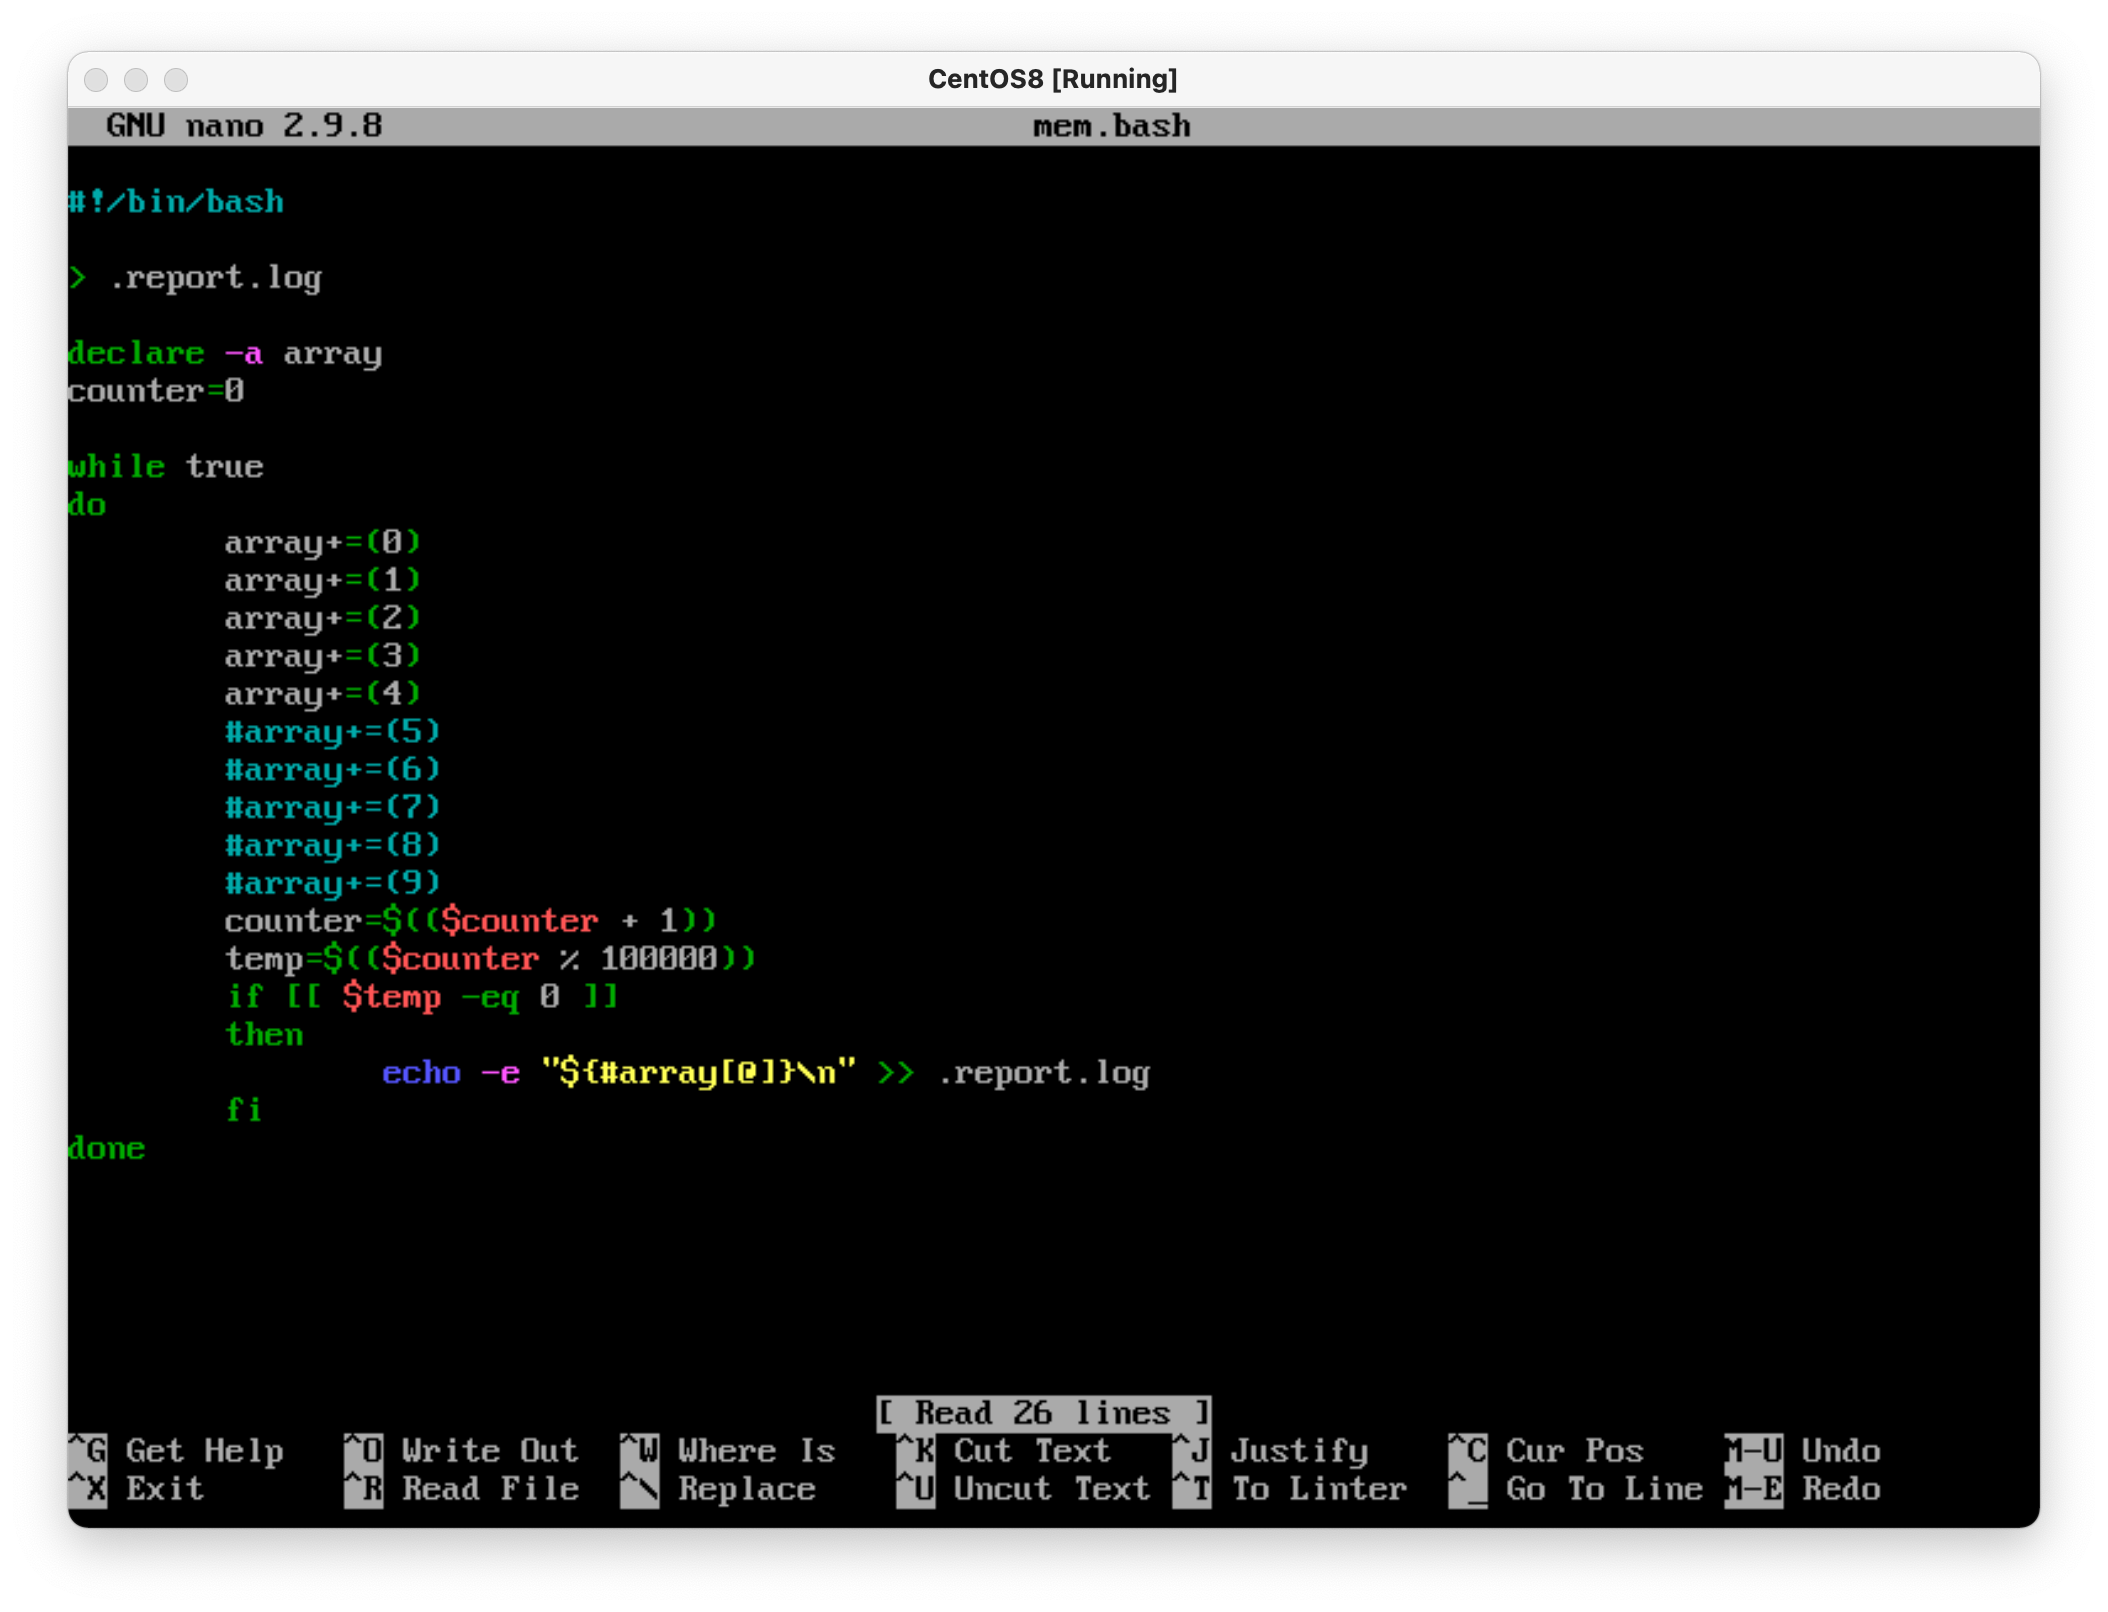 CentOS8 [Running]
GNU nano 2.9.8 mem.bash
#!/bin/bash
> .report.log
declare -a array
counter=0
while true
do
array+=(0)
array+=(1)
array+=(2)
array+=(3)
array+=(4)
#array+=(5)
#array+=(6)
#array+=(7)
#array+=(8)
#array+=(9)
counter=$(($counter + 1))
temp=$(($counter % 100000))
if [[ $temp -eq 0 ]]
then
echo -e "${#array[@]}\n" >> .report.log
fi
done
[ Read 26 lines ]
^G Get Help ^O Write Out ^W Where Is ^K Cut Text ^J Justify ^C Cur Pos M-U Undo
^X Exit ^R Read File ^\ Replace ^U Uncut Text ^T To Linter ^_ Go To Line M-E Redo